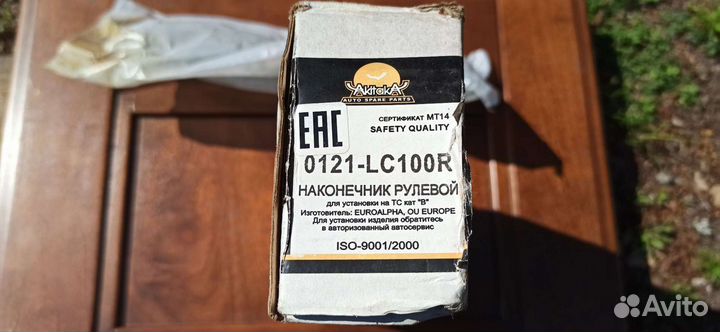 AkitakA
AUTO SPARE PARTS
EAC
СЕРТИФИКАТ MT14
SAFETY QUALITY
0121-LC100R
НАКОНЕЧНИК РУЛЕВОЙ
для установки на ТС кат "В"
Изготовитель: EUROALPHA, OU EUROPE
Для установки изделия обратитесь
в авторизованный автосервис
ISO-9001/2000
Avito